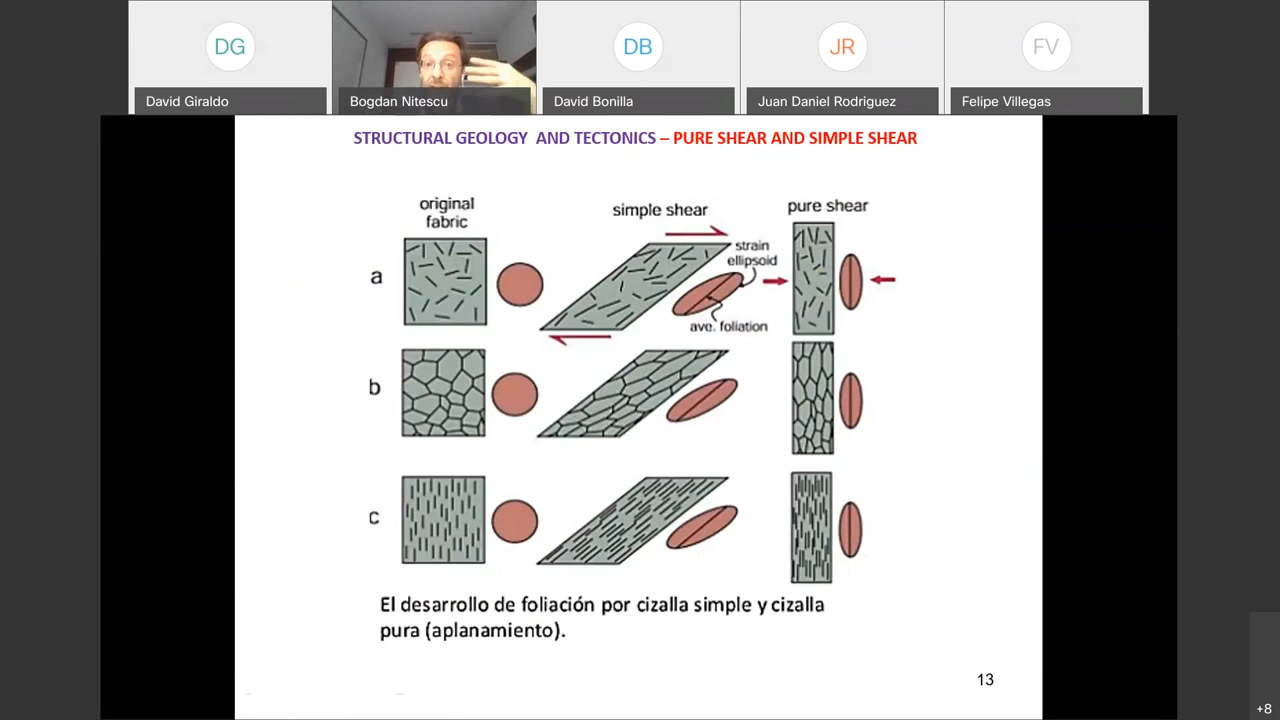 DG
DB
JR
FV
David Giraldo
Bogdan Nitescu
David Bonilla
Juan Daniel Rodriguez
Felipe Villegas
STRUCTURAL GEOLOGY AND TECTONICS – PURE SHEAR AND SIMPLE SHEAR
original
fabric
simple shear
pure shear
strain
ellipsoid
a
ave. foliation
b
c
El desarrollo de foliación por cizalla simple y cizalla
pura (aplanamiento).
13
+8